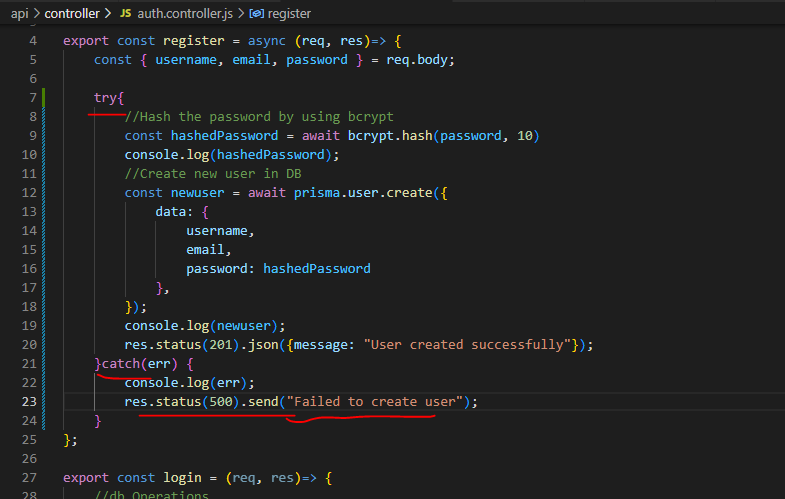 api > controller > JS auth.controller.js > register
4 export const register = async (req, res)=> {
5 const { username, email, password } = req.body;
6
7 try{
8 //Hash the password by using bcrypt
9 const hashedPassword = await bcrypt.hash(password, 10)
10 console.log(hashedPassword);
11 //Create new user in DB
12 const newuser = await prisma.user.create({
13 data: {
14 username,
15 email,
16 password: hashedPassword
17 },
18 });
19 console.log(newuser);
20 res.status(201).json({message: "User created successfully"});
21 }catch(err) {
22 console.log(err);
23 res.status(500).send("Failed to create user");
24 }
25 };
26
27 export const login = (req, res)=> {
28 //db Operations